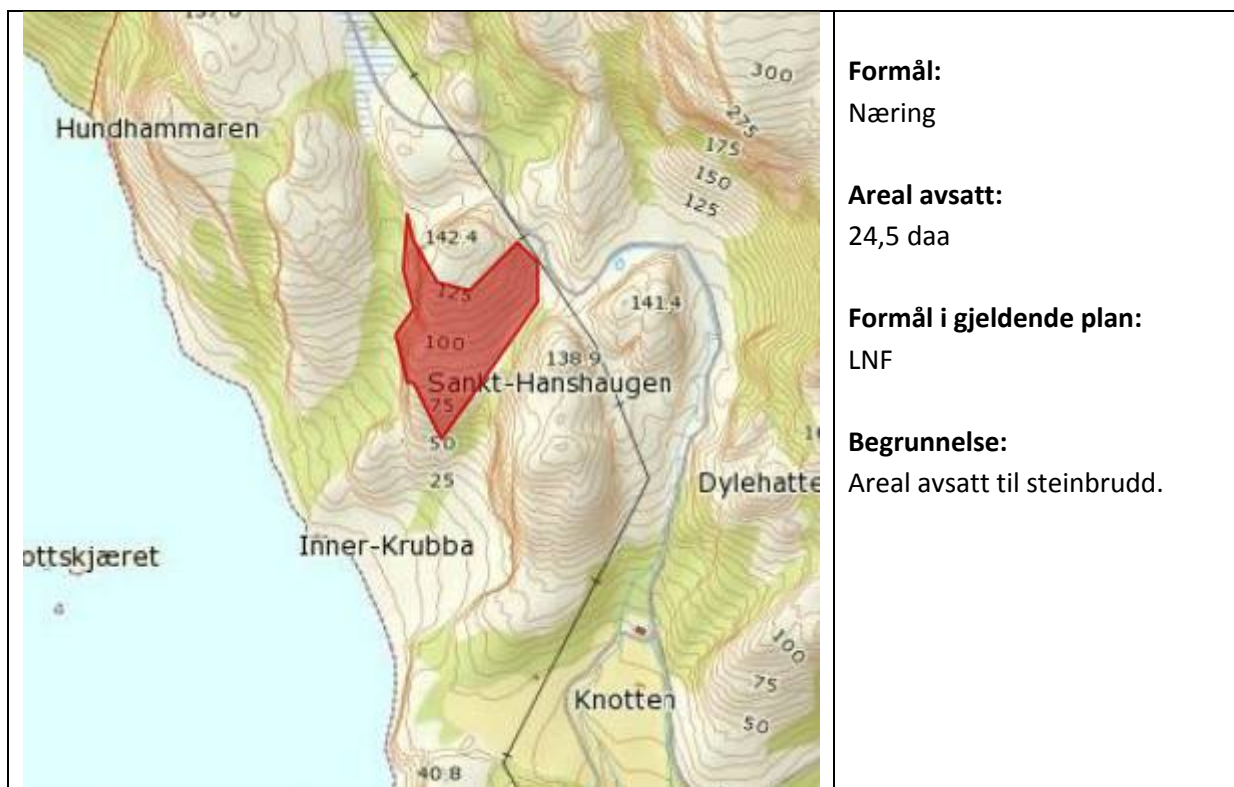 137.6
300
275
Hundhammaren
175
150
125
142.4
125
141.4
100
138.9
Sankt-Hanshaugen
75
50
25
Dylehatte
Inner-Krubba
ottskjæret
100
Knotten
75
50
40.8
Formål:
Næring
Areal avsatt:
24,5 daa
Formål i gjeldende plan:
LNF
Begrunnelse:
Areal avsatt til steinbrudd.